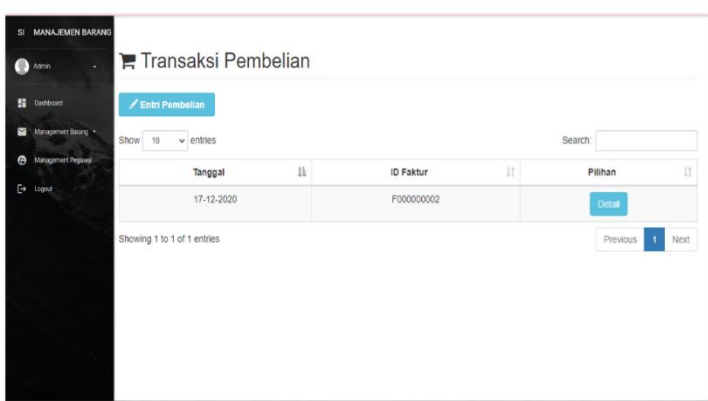 SI MANAJEMEN BARANG
Admin
Dashboard
Management Barang
Management Pegawai
Logout
Transaksi Pembelian
Entri Pembelian
Show 10 entries
Search:
Tanggal ID Faktur Pilihan
17-12-2020 F000000002 Detail
Showing 1 to 1 of 1 entries
Previous 1 Next